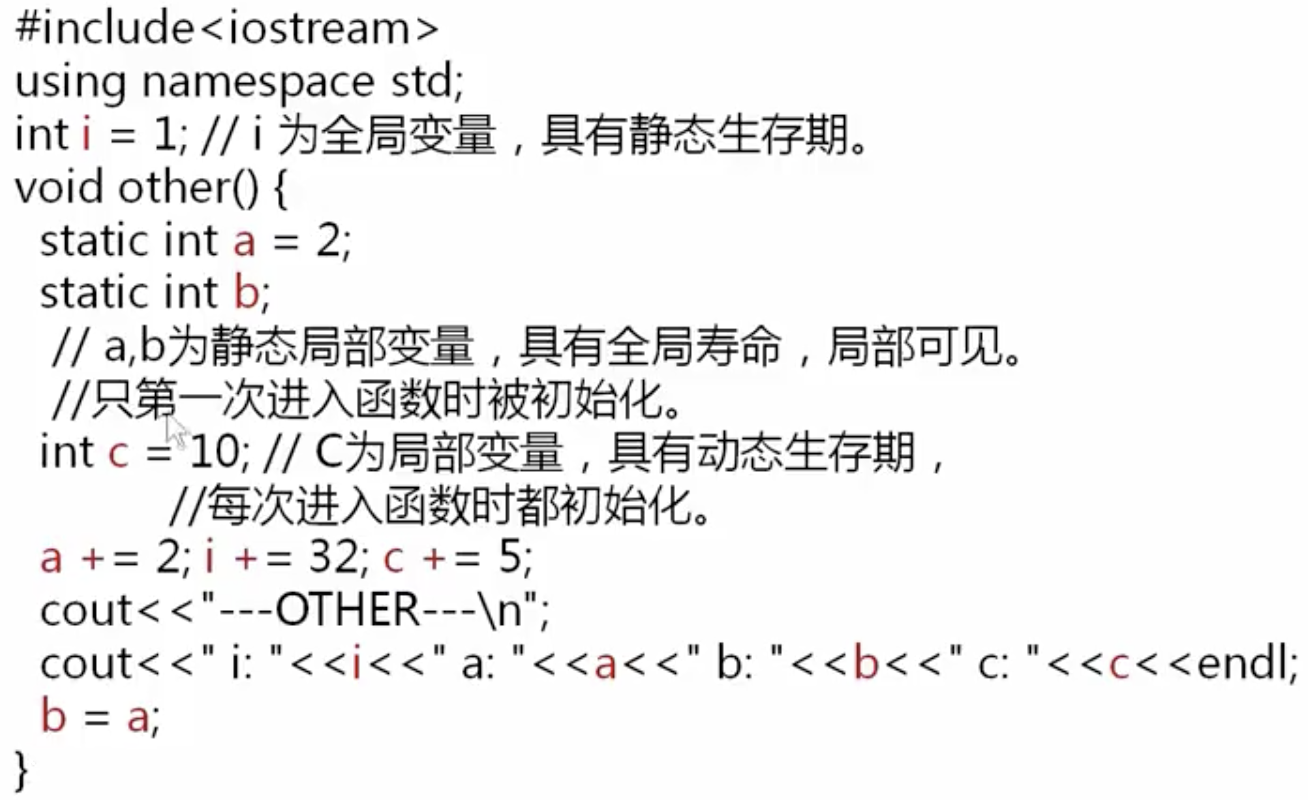 #include<iostream>
using namespace std;
int i = 1; // i 为全局变量，具有静态生存期。
void other() {
static int a = 2;
static int b;
// a,b为静态局部变量，具有全局寿命，局部可见。
//只第一次进入函数时被初始化。
int c = 10; // C为局部变量，具有动态生存期，
//每次进入函数时都初始化。
a += 2; i += 32; c += 5;
cout<<"---OTHER---\n";
cout<<" i: "<<i<<" a: "<<a<<" b: "<<b<<" c: "<<c<<endl;
b = a;
}